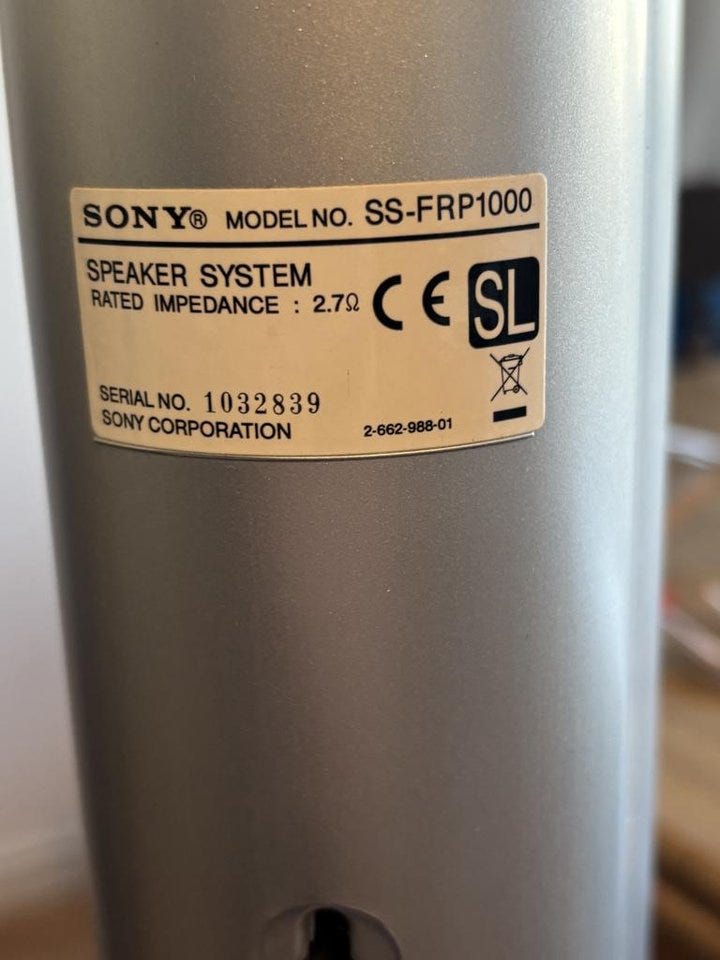 SONY® MODEL NO. SS-FRP1000
SPEAKER SYSTEM
RATED IMPEDANCE : 2.7Ω
CE SL
SERIAL NO. 1032839
SONY CORPORATION 2-662-988-01